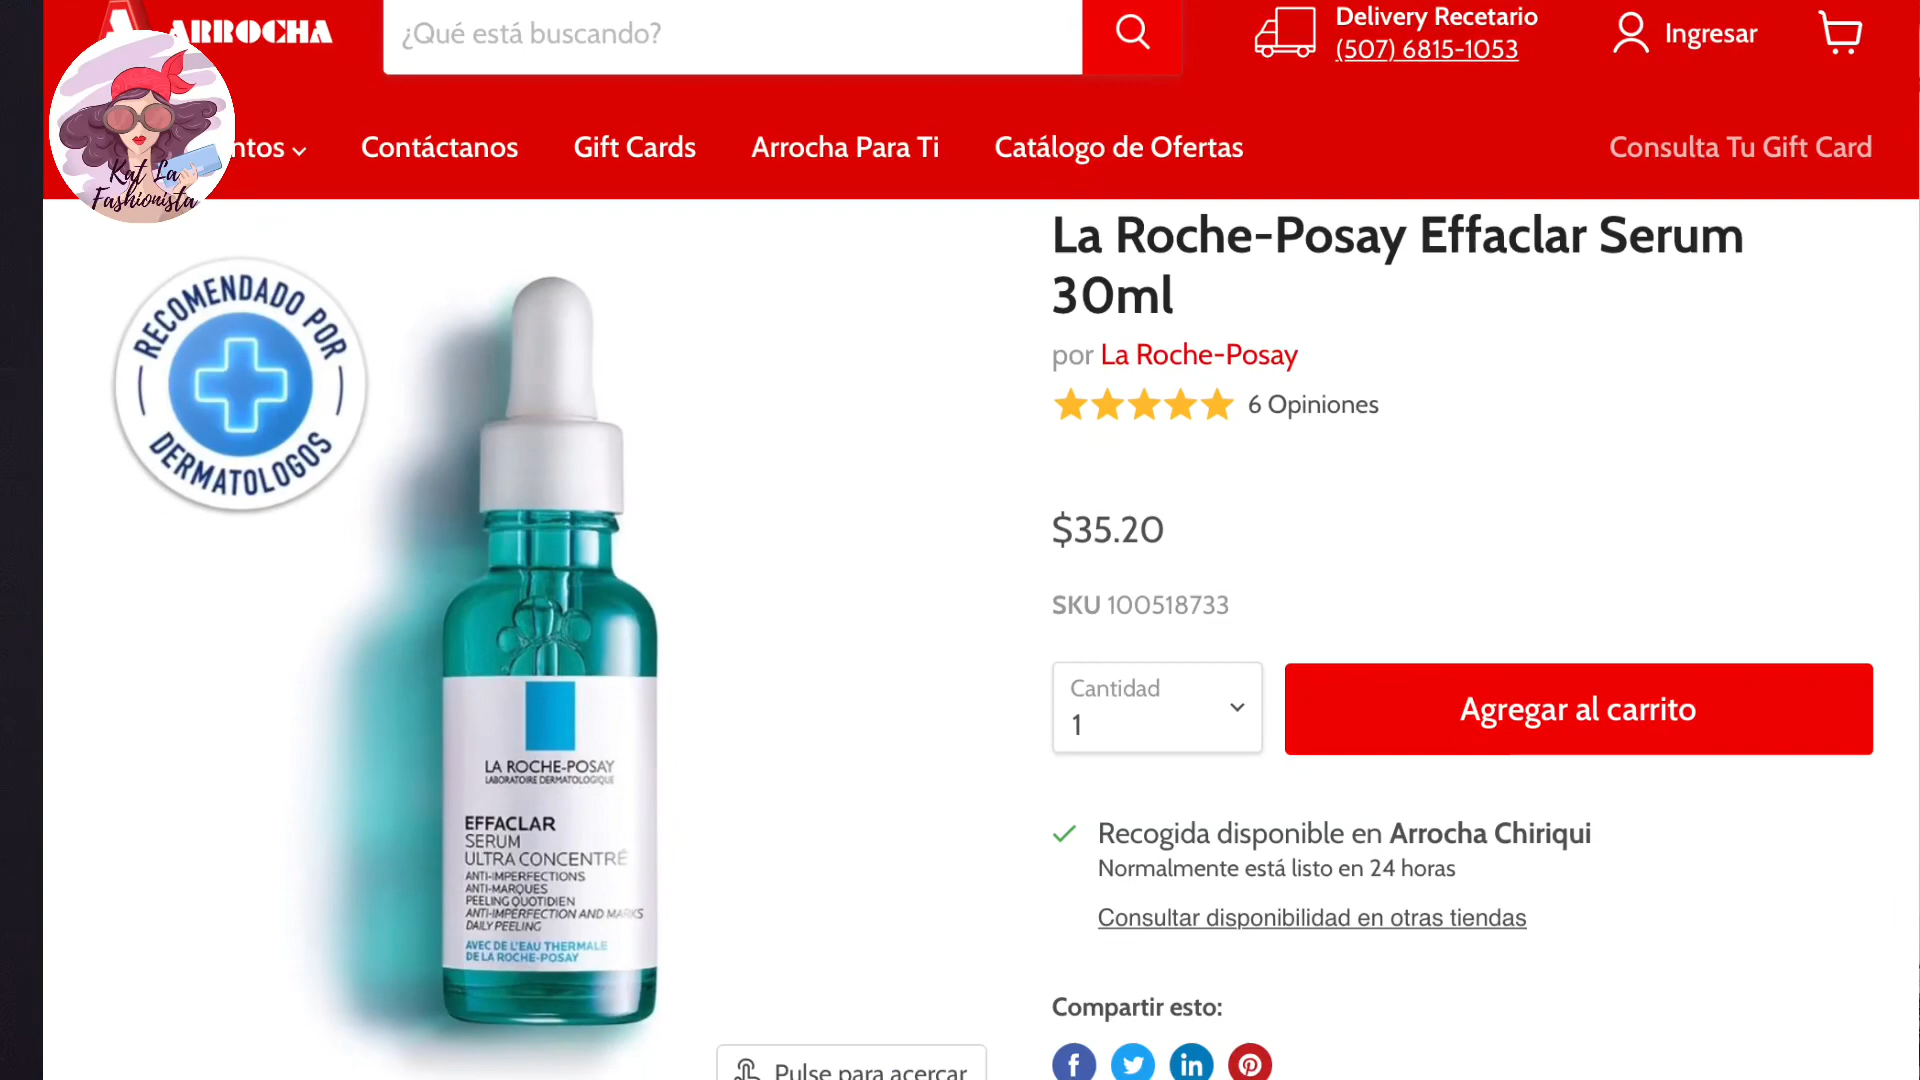 ARROCHA
¿Qué está buscando?
Delivery Recetario
(507) 6815-1053
Ingresar
Kat La
Fashionista
ntos
Contáctanos
Gift Cards
Arrocha Para Ti
Catálogo de Ofertas
Consulta Tu Gift Card
RECOMENDADO POR
DERMATOLOGOS
LA ROCHE-POSAY
LABORATOIRE DERMATOLOGIQUE
EFFACLAR
SERUM
ULTRA CONCENTRÉ
ANTI-IMPERFECTIONS
ANTI-MARQUES
PEELING QUOTIDIEN
ANTI-IMPERFECTION AND MARKS
DAILY PEELING
AVEC DE L'EAU THERMALE
DE LA ROCHE-POSAY
Pulse para acercar
La Roche-Posay Effaclar Serum
30ml
por La Roche-Posay
6 Opiniones
$35.20
SKU 100518733
Cantidad
1
Agregar al carrito
Recogida disponible en Arrocha Chiriqui
Normalmente está listo en 24 horas
Consultar disponibilidad en otras tiendas
Compartir esto: